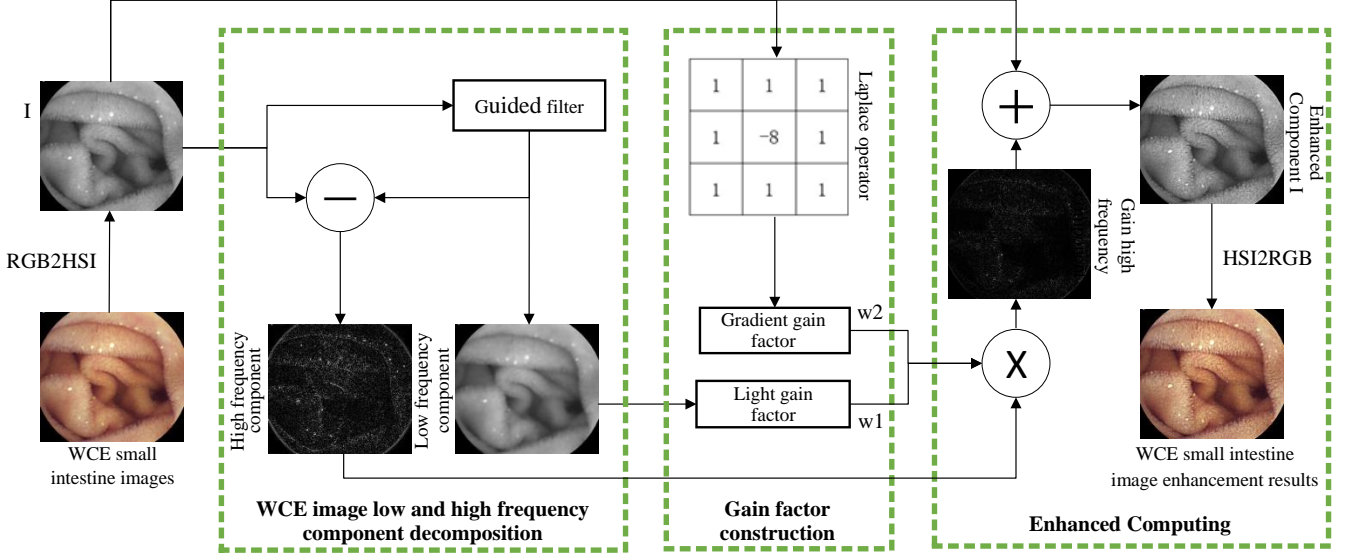 I
RGB2HSI
WCE small
intestine images
Guided filter
High frequency
component
Low frequency
component
WCE image low and high frequency
component decomposition
1 1 1
1 -8 1
1 1 1
Laplace operator
Gradient gain
factor
w2
Light gain
factor
w1
Gain factor
construction
Gain high
frequency
X
Enhanced
Component I
HSI2RGB
WCE small intestine
image enhancement results
Enhanced Computing